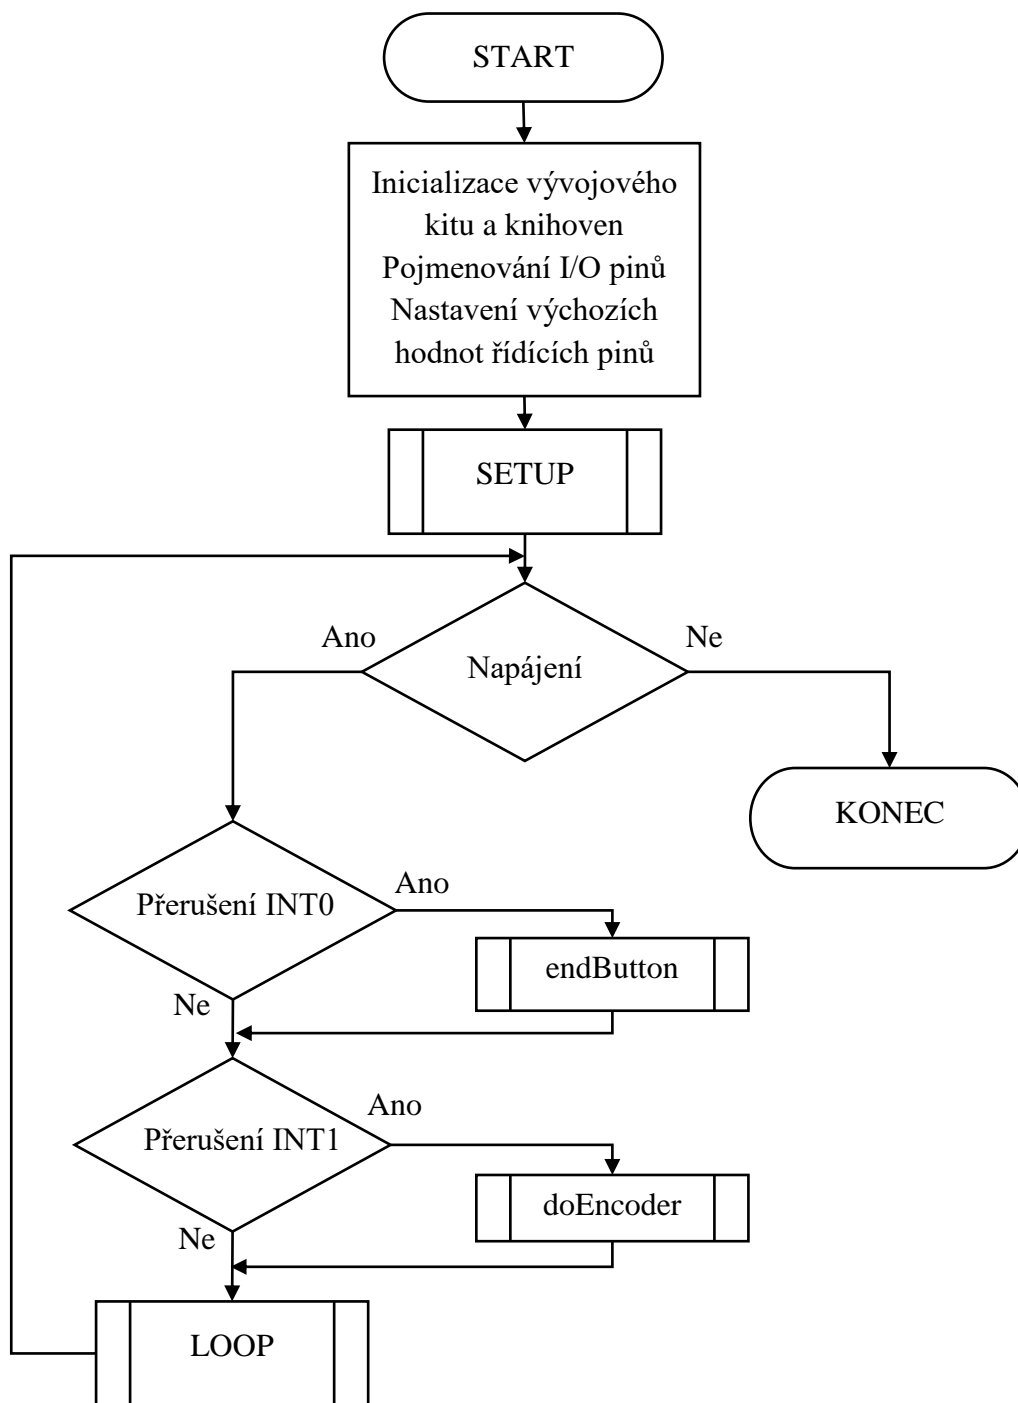 START
Inicializace vývojového
kitu a knihoven
Pojmenování I/O pinů
Nastavení výchozích
hodnot řídících pinů
SETUP
Ano
Ne
Napájení
KONEC
Přerušení INT0
Ano
endButton
Ne
Přerušení INT1
Ano
doEncoder
Ne
LOOP